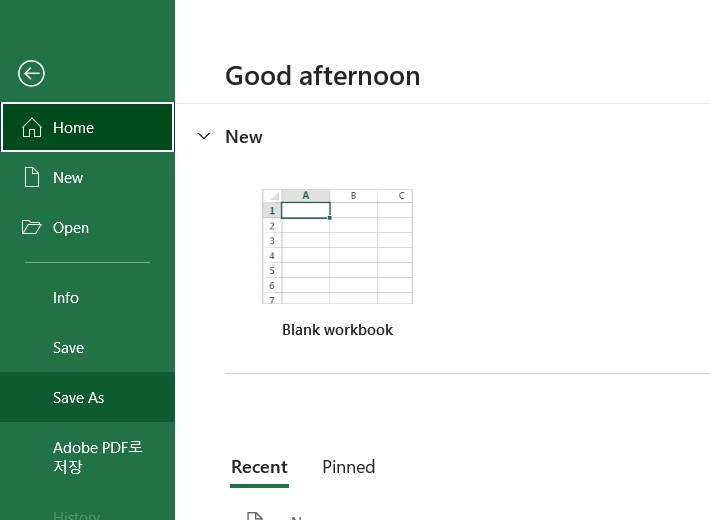 Good afternoon
Home
New
Open
Info
Save
Save As
Adobe PDF로
저장
History
New
A B C
1
2
3
4
5
6
7
Blank workbook
Recent Pinned